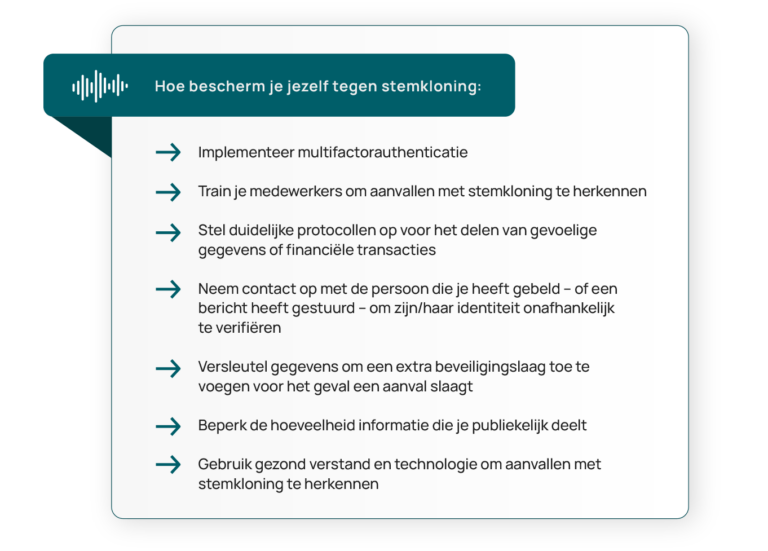 Hoe bescherm je jezelf tegen stemkloning:
Implementeer multifactorauthenticatie
Train je medewerkers om aanvallen met stemkloning te herkennen
Stel duidelijke protocollen op voor het delen van gevoelige
gegevens of financiële transacties
Neem contact op met de persoon die je heeft gebeld – of een
bericht heeft gestuurd – om zijn/haar identiteit onafhankelijk
te verifiëren
Versleutel gegevens om een extra beveiligingslaag toe te
voegen voor het geval een aanval slaagt
Beperk de hoeveelheid informatie die je publiekelijk deelt
Gebruik gezond verstand en technologie om aanvallen met
stemkloning te herkennen